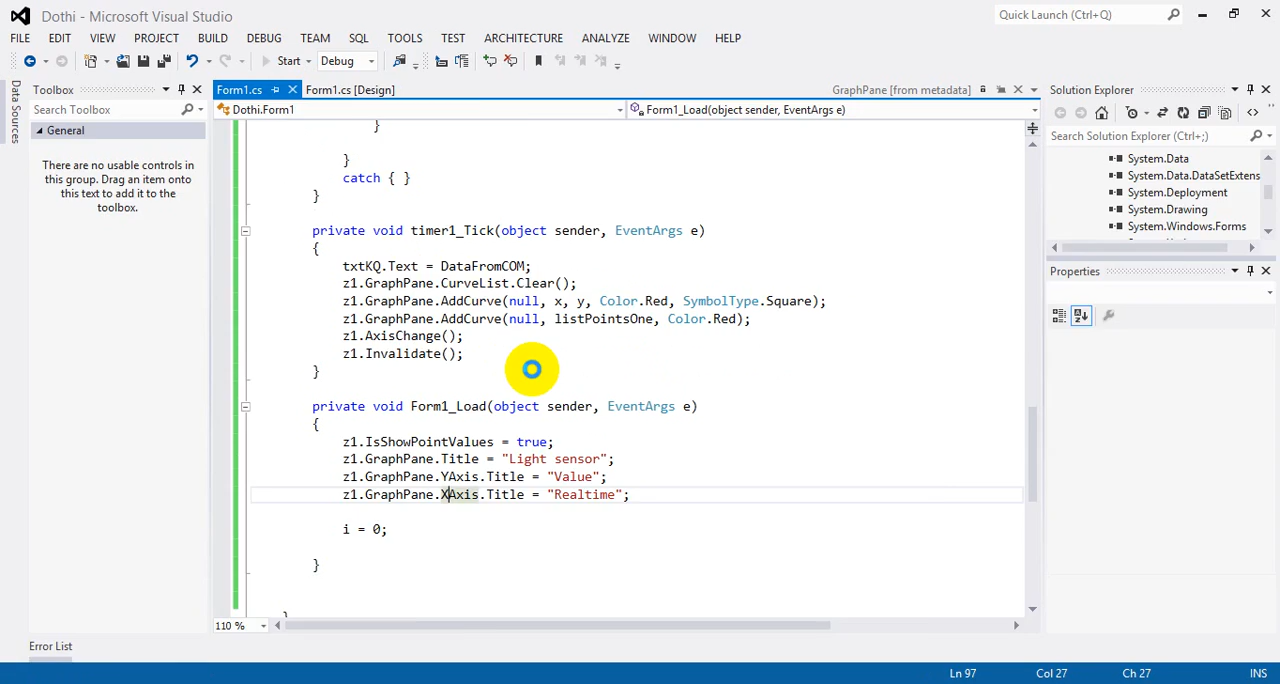 Dothi - Microsoft Visual Studio
Quick Launch (Ctrl+Q)
FILE EDIT VIEW PROJECT BUILD DEBUG TEAM SQL TOOLS TEST ARCHITECTURE ANALYZE WINDOW HELP
Start Debug
Data Sources
Toolbox
Search Toolbox
General
There are no usable controls in
this group. Drag an item onto
this text to add it to the
toolbox.
Form1.cs
Form1.cs [Design]
GraphPane [from metadata]
Dothi.Form1
Form1_Load(object sender, EventArgs e)
}
}
catch { }
}
private void timer1_Tick(object sender, EventArgs e)
{
txtKQ.Text = DataFromCOM;
z1.GraphPane.CurveList.Clear();
z1.GraphPane.AddCurve(null, x, y, Color.Red, SymbolType.Square);
z1.GraphPane.AddCurve(null, listPointsOne, Color.Red);
z1.AxisChange();
z1.Invalidate();
}
private void Form1_Load(object sender, EventArgs e)
{
z1.IsShowPointValues = true;
z1.GraphPane.Title = "Light sensor";
z1.GraphPane.YAxis.Title = "Value";
z1.GraphPane.XAxis.Title = "Realtime";
i = 0;
}
110 %
Solution Explorer
Search Solution Explorer (Ctrl+;)
System.Data
System.Data.DataSetExtens
System.Deployment
System.Drawing
System.Windows.Forms
Properties
Error List
Ln 97 Col 27 Ch 27 INS